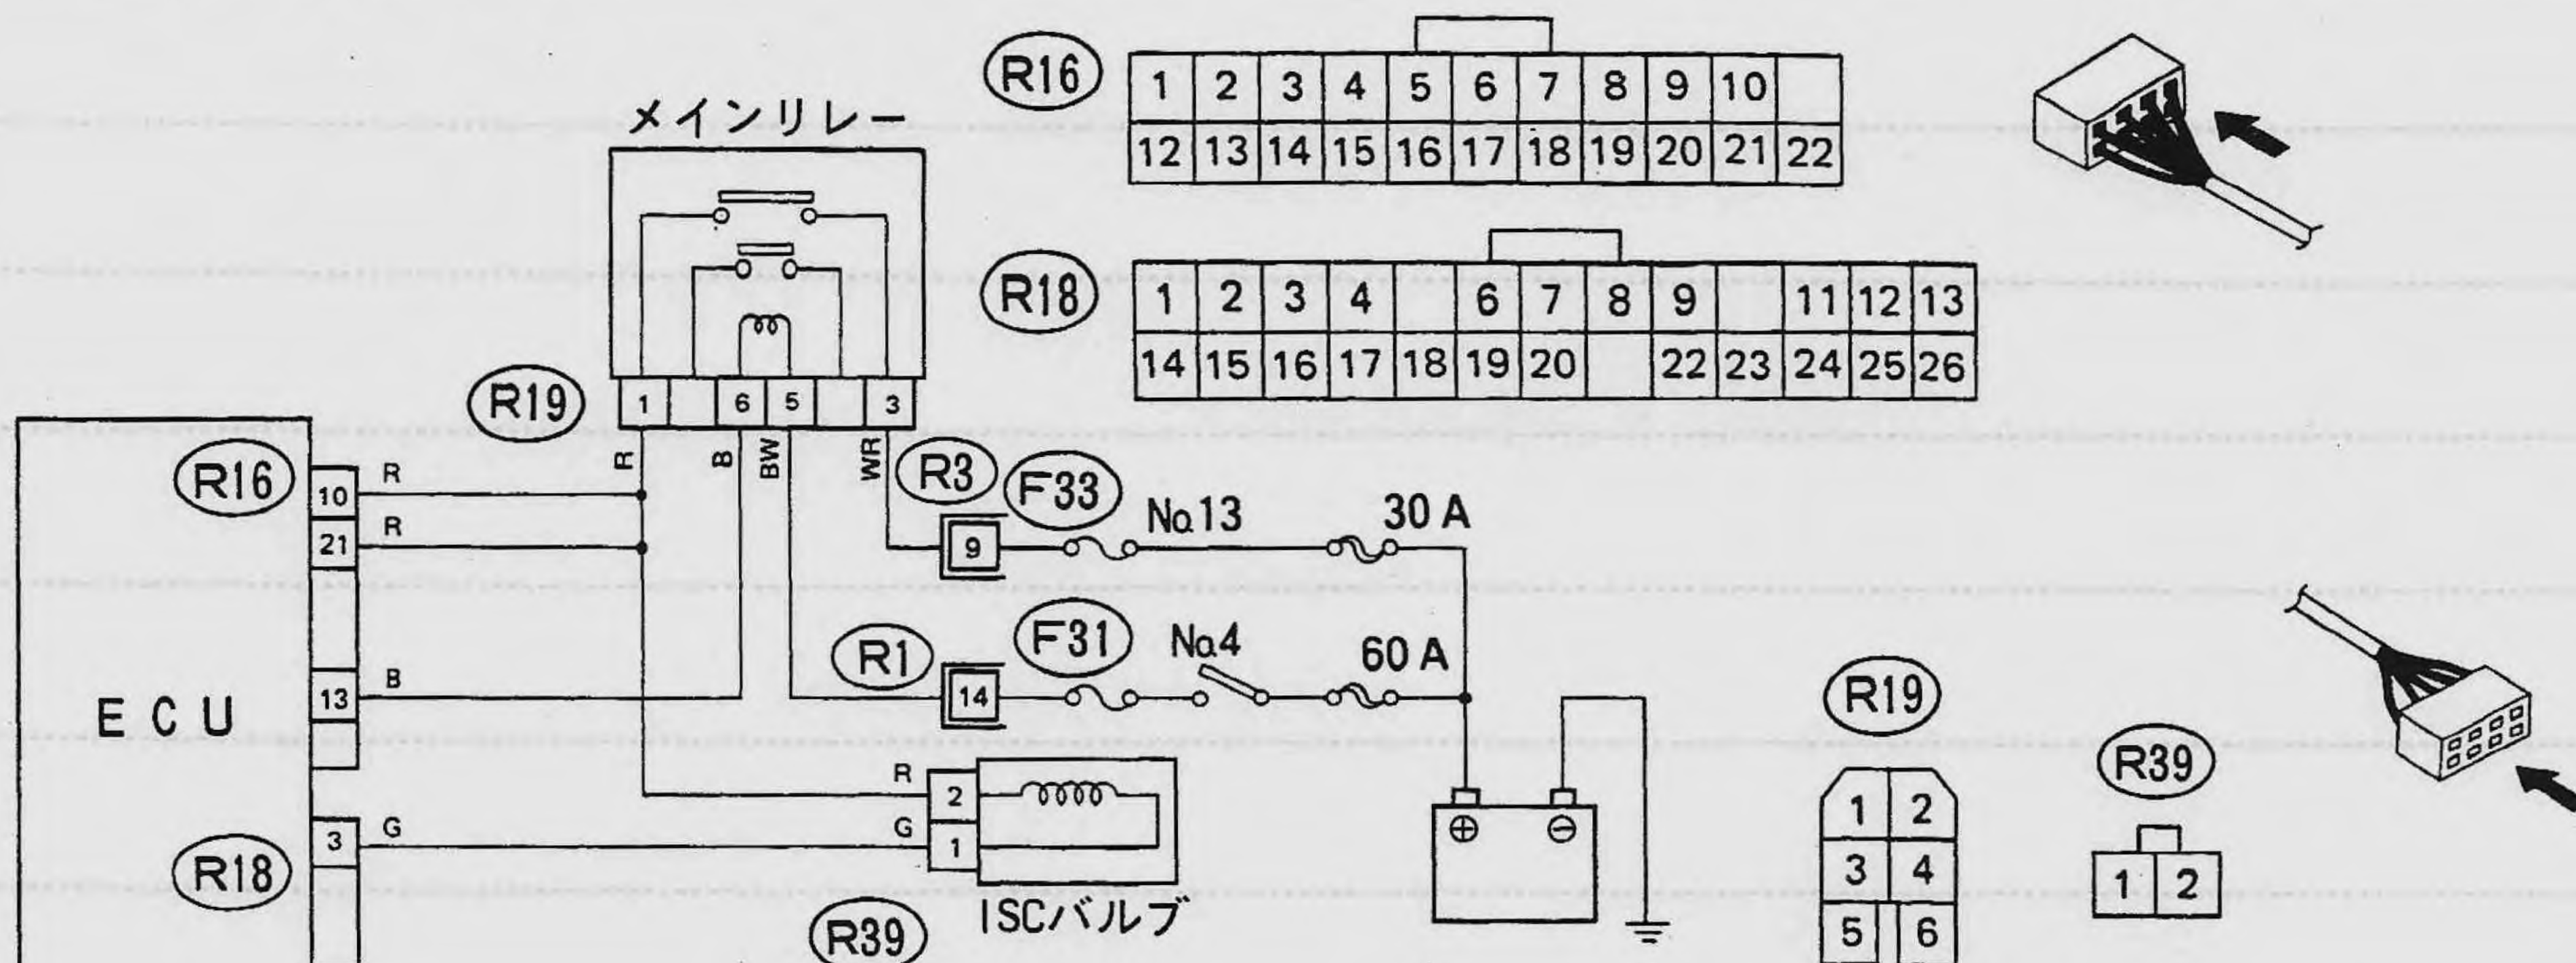 R16
1 2 3 4 5 6 7 8 9 10
12 13 14 15 16 17 18 19 20 21 22
メインリレー
R18
1 2 3 4 6 7 8 9 11 12 13
14 15 16 17 18 19 20 22 23 24 25 26
R19
1 6 5 3
R B BW WR
R3
F33
No.13
30 A
9
R16
10 R
21 R
R1
F31
No.4
60 A
14
13 B
ECU
R 2
G 1
⊕ ⊖
3 G
R18
R39
ISCバルブ
R19
1 2
3 4
5 6
R39
1 2